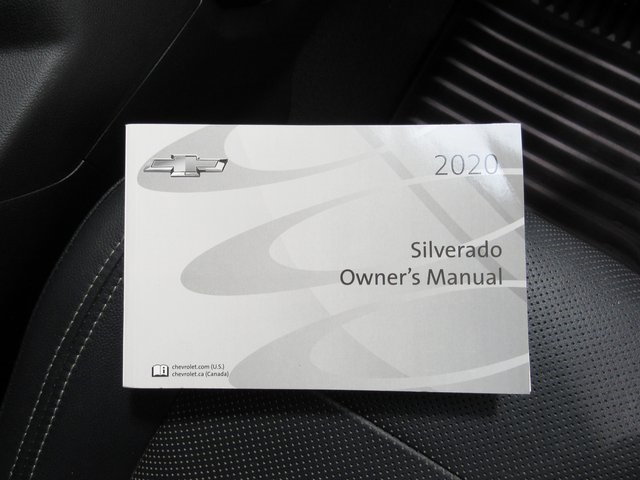 2020
Silverado
Owner's Manual
chevrolet.com (U.S.)
chevrolet.ca (Canada)